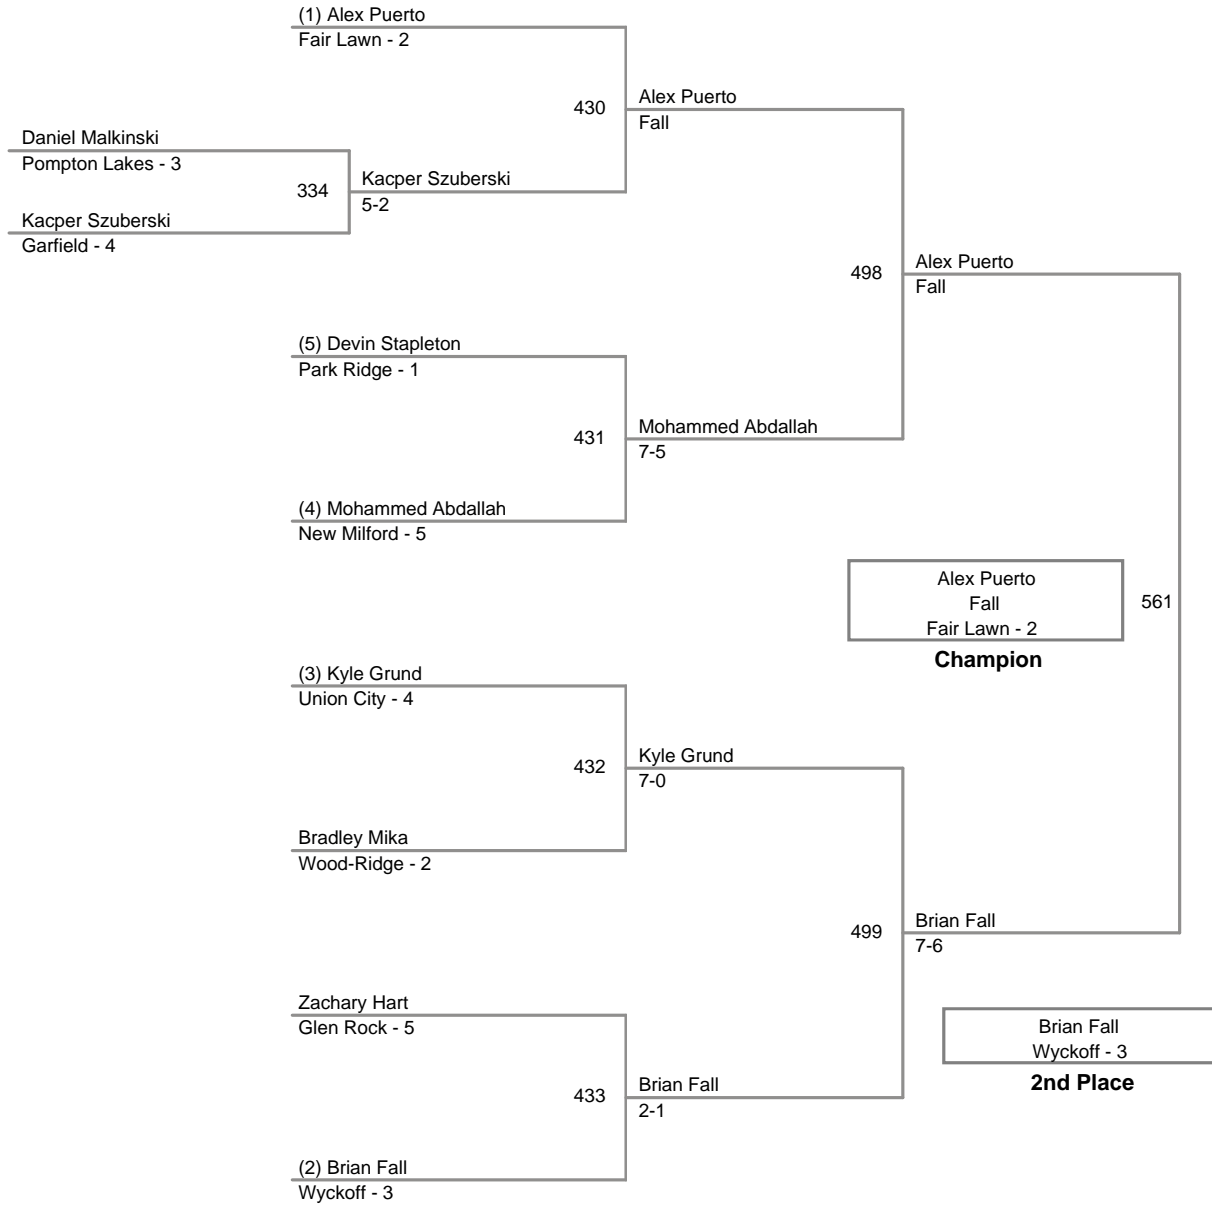 (1) Alex Puerto
Fair Lawn - 2
430
Alex Puerto
Fall
Daniel Malkinski
Pompton Lakes - 3
334
Kacper Szuberski
5-2
Kacper Szuberski
Garfield - 4
498
Alex Puerto
Fall
(5) Devin Stapleton
Park Ridge - 1
431
Mohammed Abdallah
7-5
(4) Mohammed Abdallah
New Milford - 5
Alex Puerto
Fall
Fair Lawn - 2
Champion
561
(3) Kyle Grund
Union City - 4
432
Kyle Grund
7-0
Bradley Mika
Wood-Ridge - 2
499
Brian Fall
7-6
Zachary Hart
Glen Rock - 5
Brian Fall
Wyckoff - 3
2nd Place
433
Brian Fall
2-1
(2) Brian Fall
Wyckoff - 3